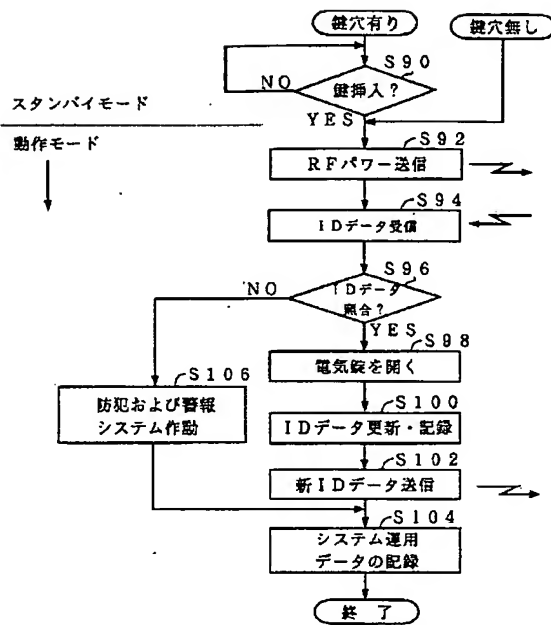 鍵穴有り
鍵穴無し
S90
NO
鍵挿入?
スタンバイモード
YES
動作モード
S92
RFパワー送信
S94
IDデータ受信
S96
NO
IDデータ
照合?
YES
S98
電気錠を開く
S106
防犯および警報
システム作動
S100
IDデータ更新・記録
S102
新IDデータ送信
S104
システム運用
データの記録
終了